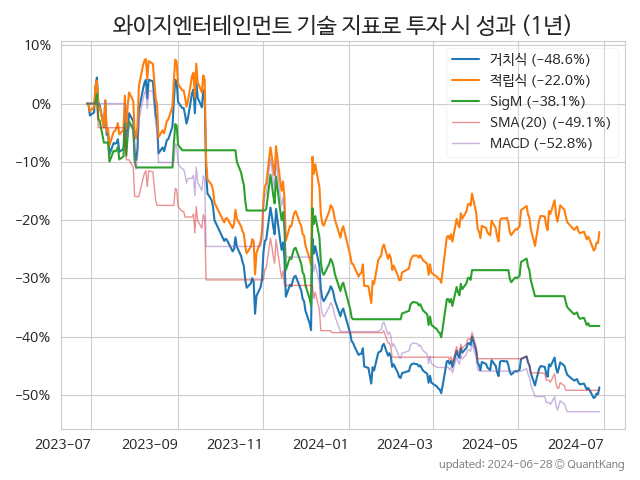 와이지엔터테인먼트 기술 지표로 투자 시 성과 (1년)
10%
0%
−10%
−20%
−30%
−40%
−50%
거치식 (−48.6%)
적립식 (−22.0%)
SigM (−38.1%)
SMA(20) (−49.1%)
MACD (−52.8%)
2023-07
2023-09
2023-11
2024-01
2024-03
2024-05
2024-07
updated: 2024-06-28 © QuantKang